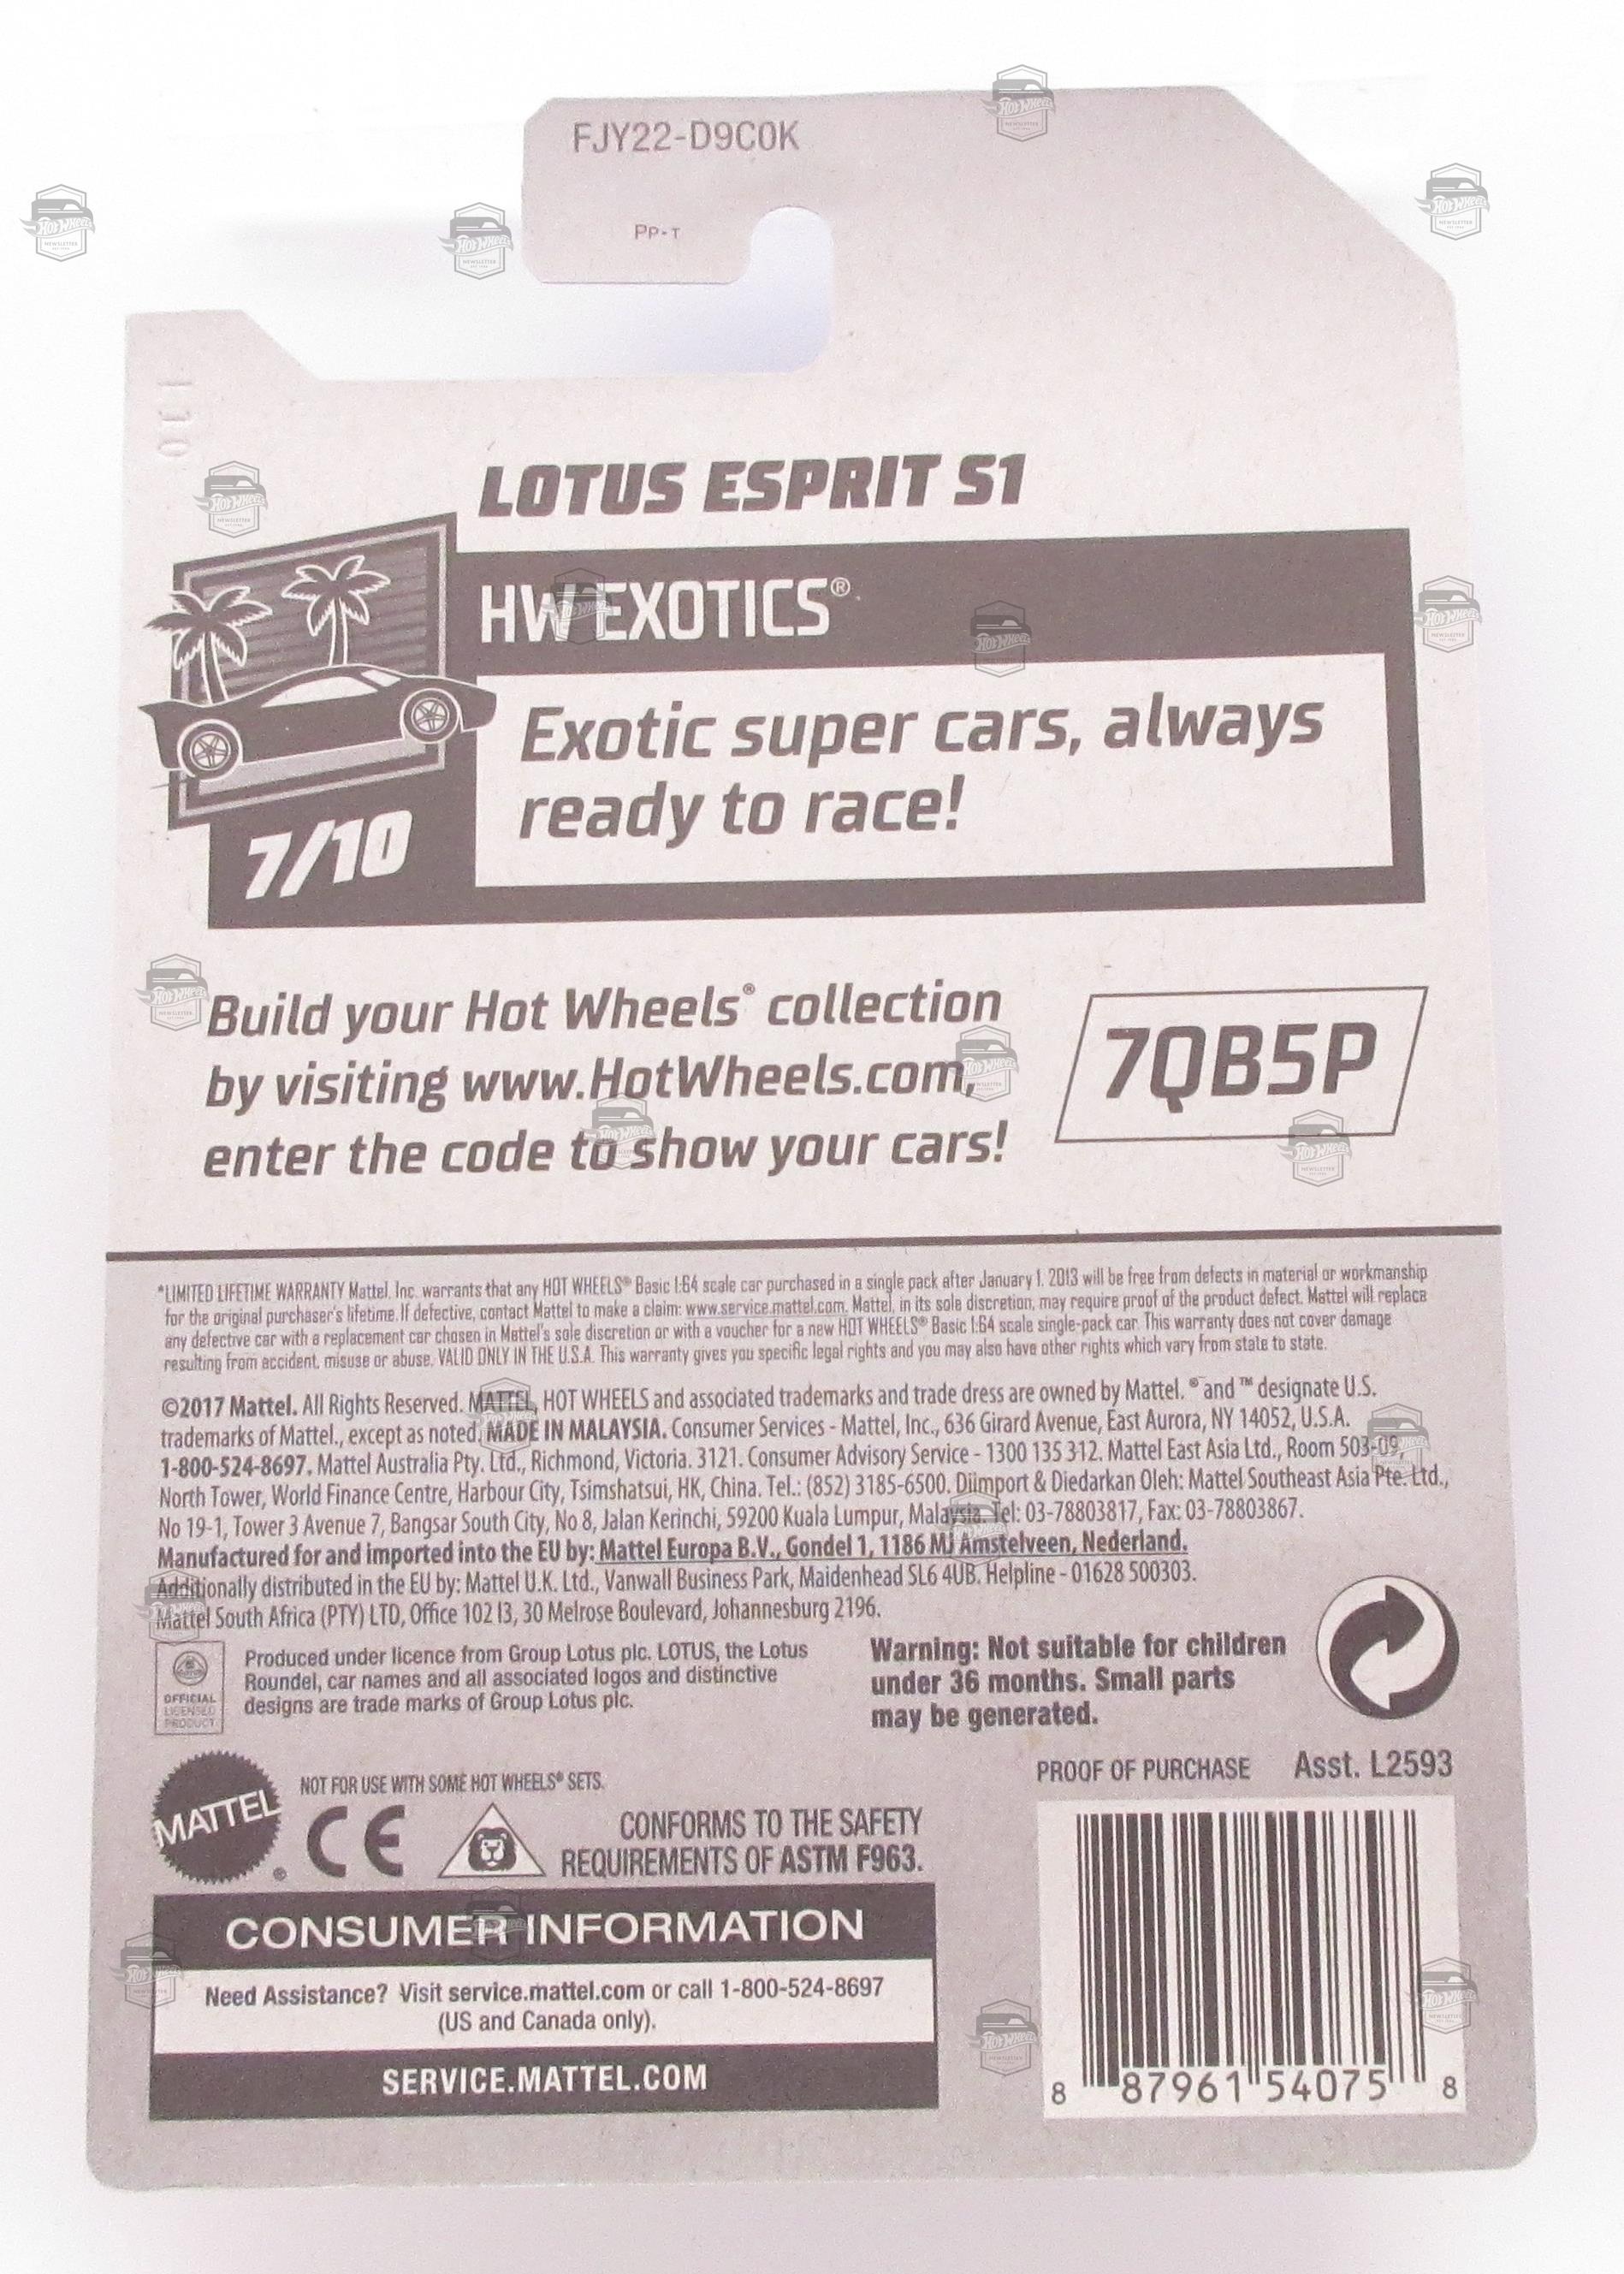 FJY22-D9C0K
PP-T
LOTUS ESPRIT S1
HW EXOTICS®
Exotic super cars, always
ready to race!
7/10
Build your Hot Wheels® collection
by visiting www.HotWheels.com,
enter the code to show your cars!
7QB5P
*LIMITED LIFETIME WARRANTY Mattel, Inc. warrants that any HOT WHEELS® Basic 1:64 scale car purchased in a single pack after January 1, 2013 will be free from defects in material or workmanship
for the original purchaser's lifetime. If defective, contact Mattel to make a claim: www.service.mattel.com. Mattel, in its sole discretion, may require proof of the product defect. Mattel will replace
any defective car with a replacement car chosen in Mattel's sole discretion or with a voucher for a new HOT WHEELS® Basic 1:64 scale single-pack car. This warranty does not cover damage
resulting from accident, misuse or abuse. VALID ONLY IN THE U.S.A. This warranty gives you specific legal rights and you may also have other rights which vary from state to state.
©2017 Mattel. All Rights Reserved. MATTEL, HOT WHEELS and associated trademarks and trade dress are owned by Mattel. ® and ™ designate U.S.
trademarks of Mattel., except as noted. MADE IN MALAYSIA. Consumer Services - Mattel, Inc., 636 Girard Avenue, East Aurora, NY 14052, U.S.A.
1-800-524-8697. Mattel Australia Pty. Ltd., Richmond, Victoria. 3121. Consumer Advisory Service - 1300 135 312. Mattel East Asia Ltd., Room 503-09,
North Tower, World Finance Centre, Harbour City, Tsimshatsui, HK, China. Tel.: (852) 3185-6500. Diimport & Diedarkan Oleh: Mattel Southeast Asia Pte. Ltd.,
No 19-1, Tower 3 Avenue 7, Bangsar South City, No 8, Jalan Kerinchi, 59200 Kuala Lumpur, Malaysia. Tel: 03-78803817, Fax: 03-78803867.
Manufactured for and imported into the EU by: Mattel Europa B.V., Gondel 1, 1186 MJ Amstelveen, Nederland.
Additionally distributed in the EU by: Mattel U.K. Ltd., Vanwall Business Park, Maidenhead SL6 4UB. Helpline - 01628 500303.
Mattel South Africa (PTY) LTD, Office 102 I3, 30 Melrose Boulevard, Johannesburg 2196.
OFFICIAL
LICENSED
PRODUCT
Produced under licence from Group Lotus plc. LOTUS, the Lotus
Roundel, car names and all associated logos and distinctive
designs are trade marks of Group Lotus plc.
Warning: Not suitable for children
under 36 months. Small parts
may be generated.
PROOF OF PURCHASE Asst. L2593
MATTEL®
NOT FOR USE WITH SOME HOT WHEELS® SETS.
CE
CONFORMS TO THE SAFETY
REQUIREMENTS OF ASTM F963.
CONSUMER INFORMATION
Need Assistance? Visit service.mattel.com or call 1-800-524-8697
(US and Canada only).
SERVICE.MATTEL.COM
8 87961 54075 8